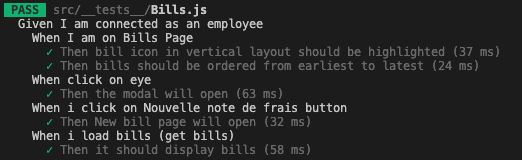 PASS src/__tests__/Bills.js
Given I am connected as an employee
When I am on Bills Page
✓ Then bill icon in vertical layout should be highlighted (37 ms)
✓ Then bills should be ordered from earliest to latest (24 ms)
When click on eye
✓ Then the modal will open (63 ms)
When i click on Nouvelle note de frais button
✓ Then New bill page will open (32 ms)
When i load bills (get bills)
✓ Then it should display bills (58 ms)